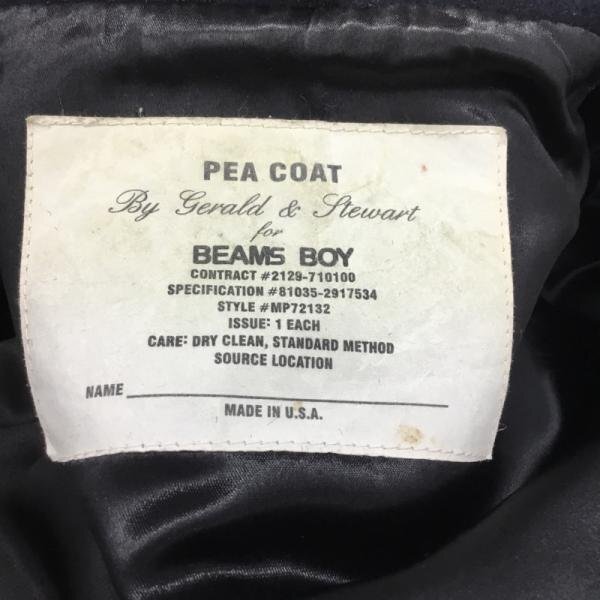 PEA COAT
By Gerald & Stewart
for
BEAMS BOY
CONTRACT #2129-710100
SPECIFICATION #81035-2917534
STYLE #MP72132
ISSUE: 1 EACH
CARE: DRY CLEAN, STANDARD METHOD
SOURCE LOCATION
NAME
MADE IN U.S.A.